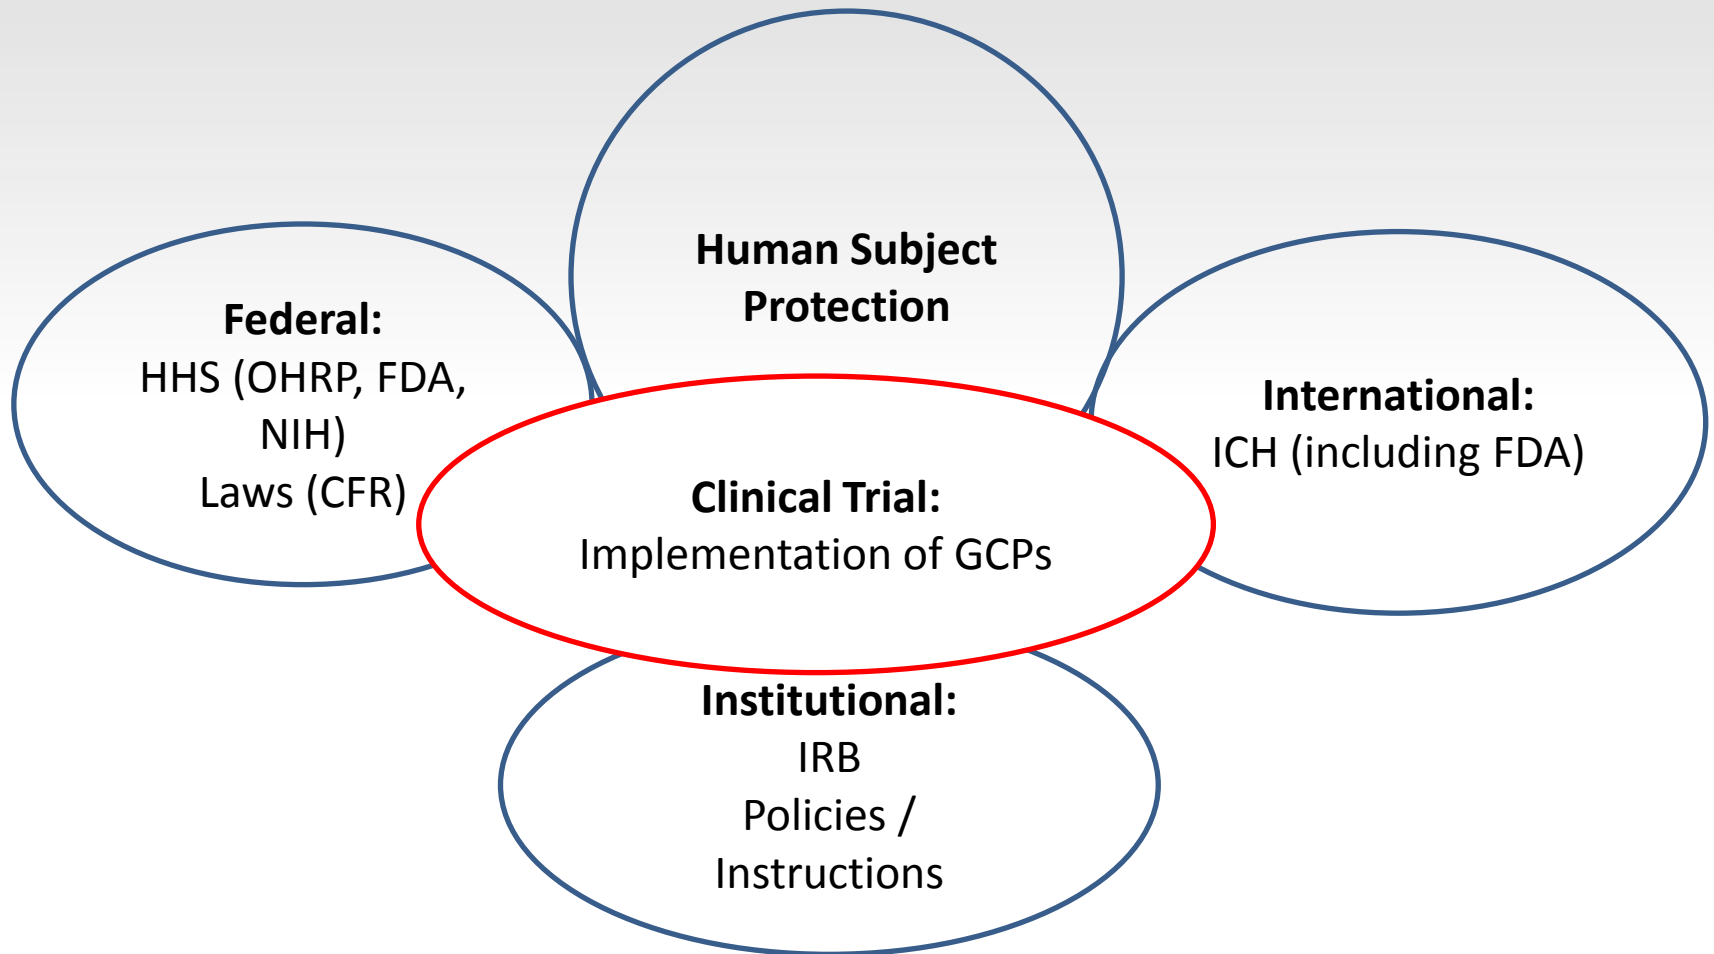 Human Subject
Protection
Federal:
HHS (OHRP, FDA,
NIH)
Laws (CFR)
International:
ICH (including FDA)
Clinical Trial:
Implementation of GCPs
Institutional:
IRB
Policies /
Instructions